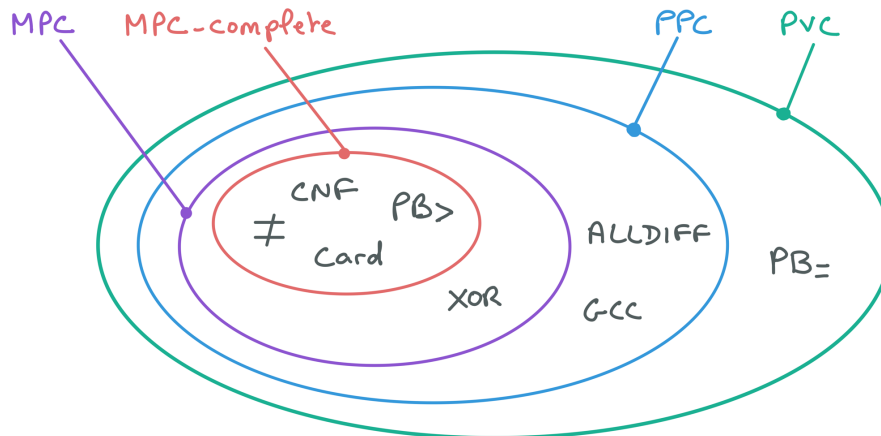 MPC MPC-complete PPC PVC
CNF
≠ PB>
Card
ALLDIFF
PB=
XOR
GCC